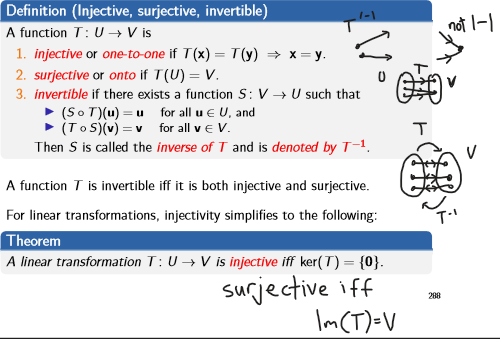 Definition (Injective, surjective, invertible)
A function T: U → V is
1. injective or one-to-one if T(x) = T(y) ⇒ x = y.
2. surjective or onto if T(U) = V.
3. invertible if there exists a function S: V → U such that
▶ (S ∘ T)(u) = u for all u ∈ U, and
▶ (T ∘ S)(v) = v for all v ∈ V.
Then S is called the inverse of T and is denoted by T⁻¹.
A function T is invertible iff it is both injective and surjective.
For linear transformations, injectivity simplifies to the following:
Theorem
A linear transformation T: U → V is injective iff ker(T) = {0}.
surjective iff
Im(T)=V
288
T 1-1
not 1-1
U T V
T
V
T⁻¹